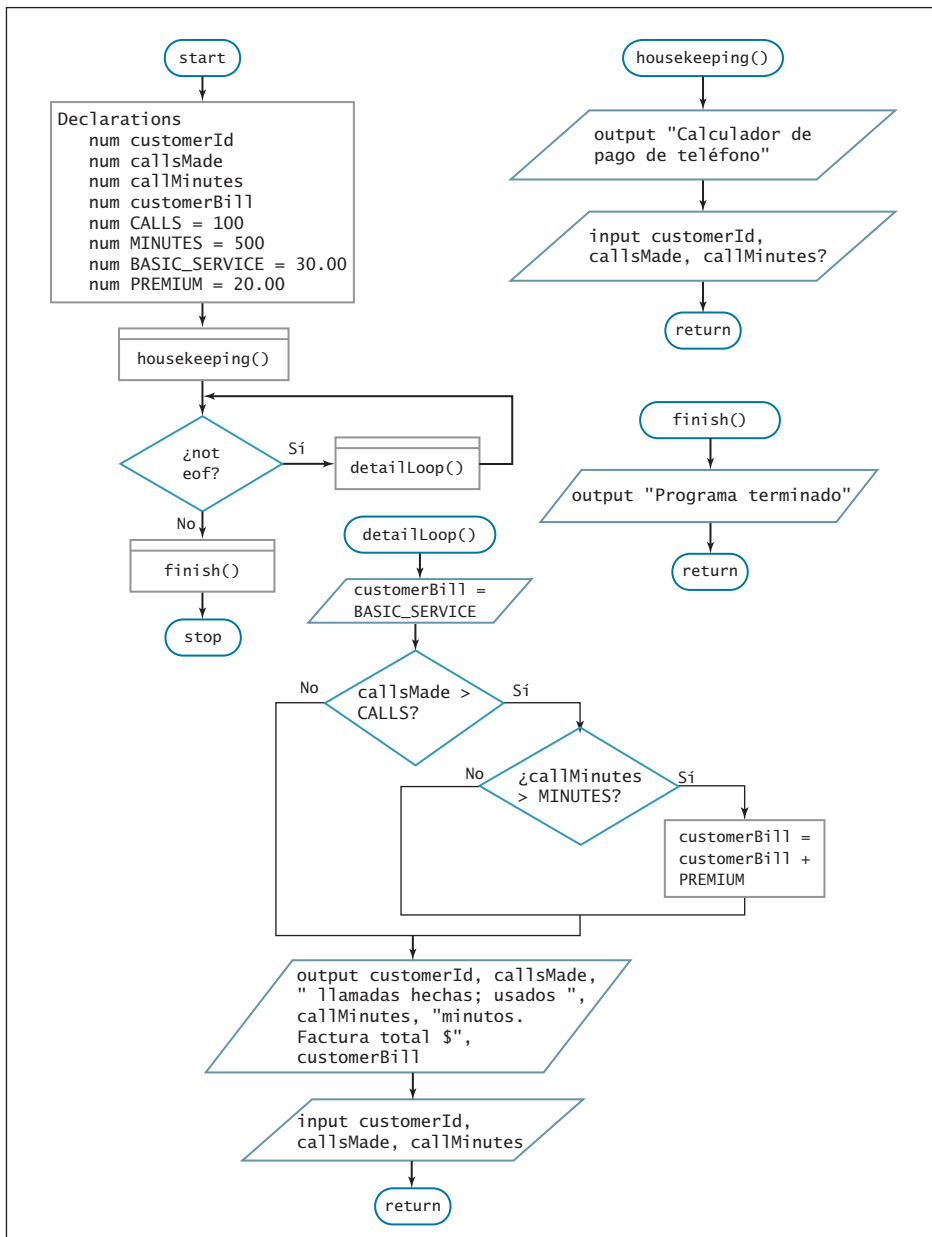 start
Declarations
num customerId
num callsMade
num callMinutes
num customerBill
num CALLS = 100
num MINUTES = 500
num BASIC_SERVICE = 30.00
num PREMIUM = 20.00
housekeeping()
¿not
eof?
Sí
detailLoop()
No
finish()
stop
housekeeping()
output "Calculador de
pago de teléfono"
input customerId,
callsMade, callMinutes?
return
finish()
output "Programa terminado"
return
detailLoop()
customerBill =
BASIC_SERVICE
No
callsMade >
CALLS?
Sí
No
¿callMinutes
> MINUTES?
Sí
customerBill =
customerBill +
PREMIUM
output customerId, callsMade,
" llamadas hechas; usados ",
callMinutes, "minutos.
Factura total $",
customerBill
input customerId,
callsMade, callMinutes
return